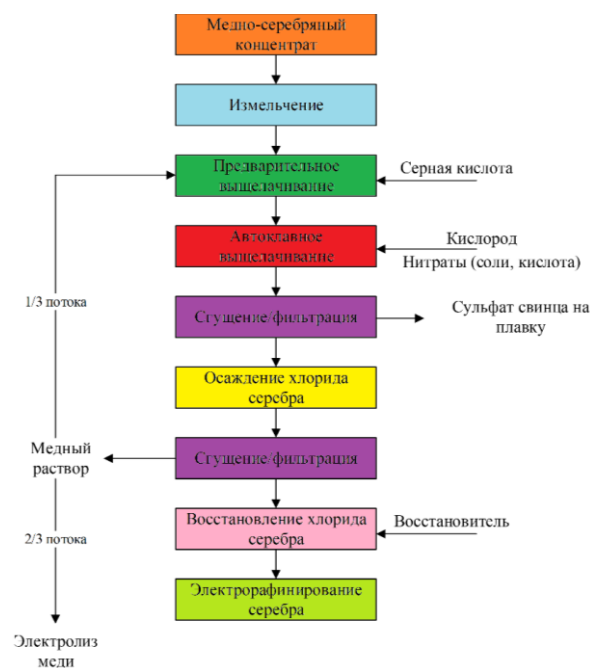 Медно-серебряный
концентрат
Измельчение
Предварительное
выщелачивание
Серная кислота
Автоклавное
выщелачивание
Кислород
Нитраты (соли, кислота)
1/3 потока
Сгущение/фильтрация
Сульфат свинца на
плавку
Осаждение хлорида
серебра
Медный
раствор
Сгущение/фильтрация
Восстановление хлорида
серебра
Восстановитель
2/3 потока
Электрорафинирование
серебра
Электролиз
меди